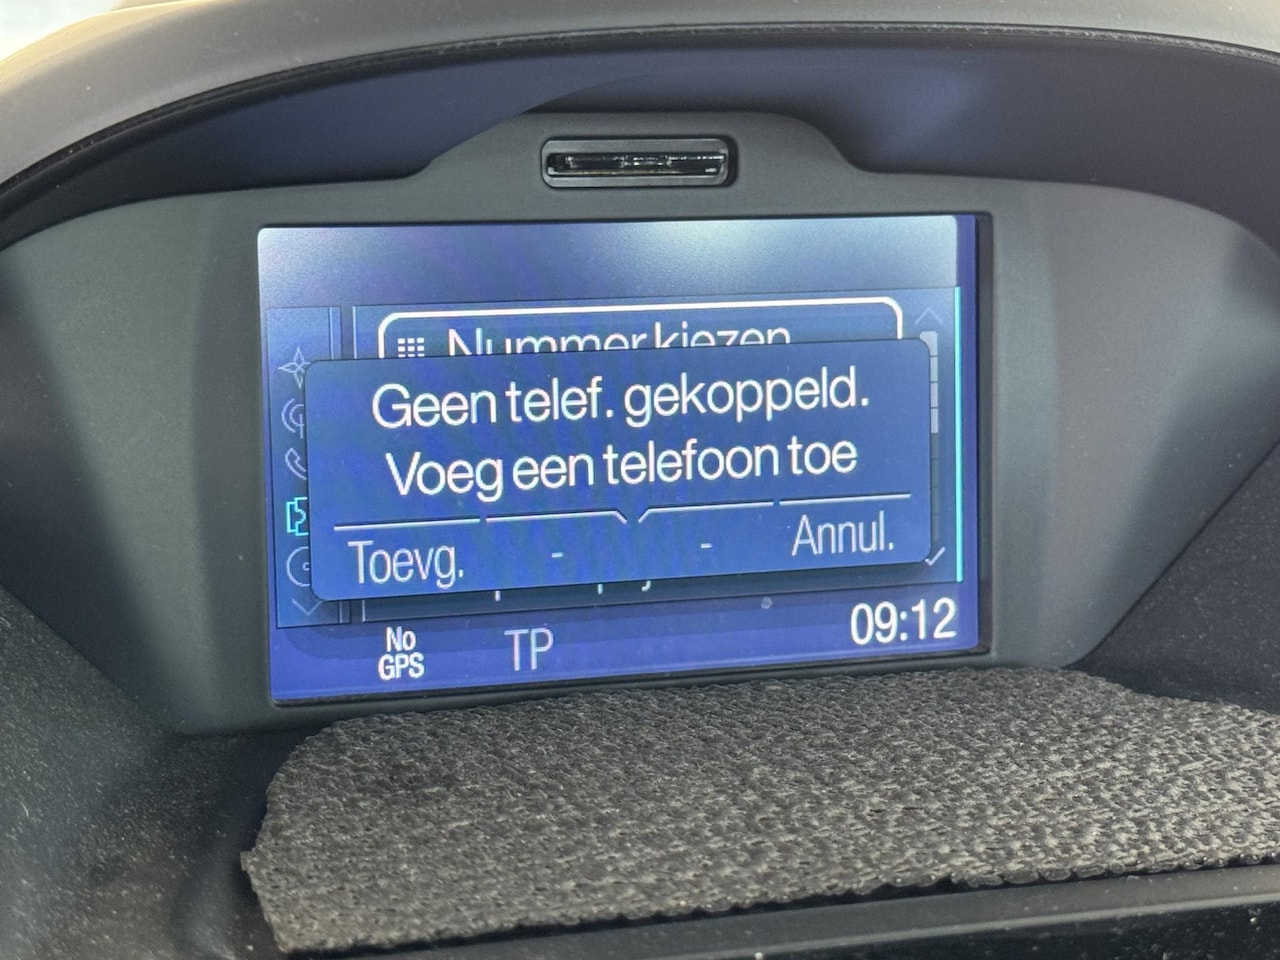 Nummer kiezen
Geen telef. gekoppeld.
Voeg een telefoon toe
Toevg. - - Annul.
No GPS TP 09:12